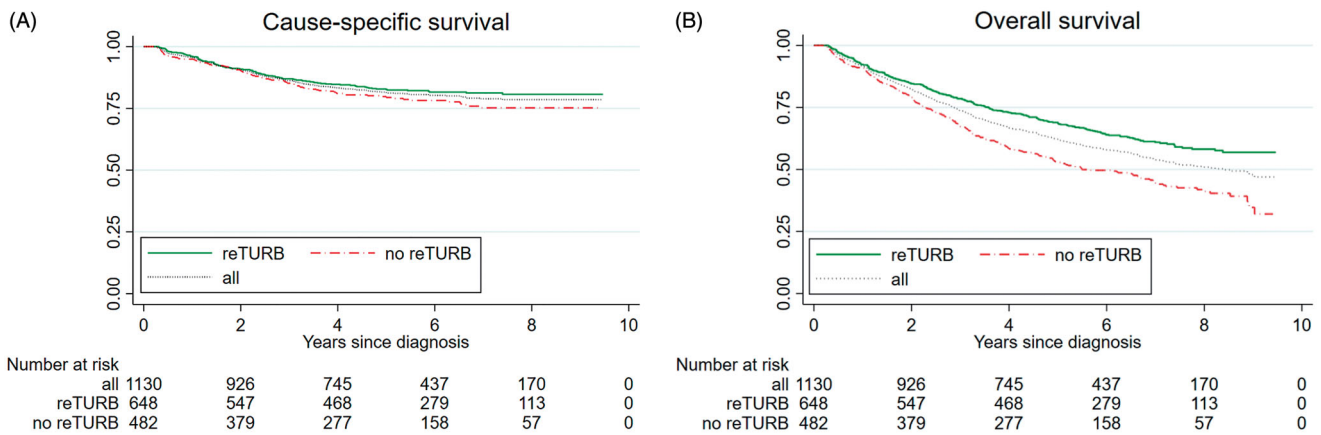 (A)
Cause-specific survival
1.00
0.75
0.50
0.25
0.00
reTURB
no reTURB
all
0 2 4 6 8 10
Years since diagnosis
Number at risk
all 1130 926 745 437 170 0
reTURB 648 547 468 279 113 0
no reTURB 482 379 277 158 57 0
(B)
Overall survival
1.00
0.75
0.50
0.25
0.00
reTURB
no reTURB
all
0 2 4 6 8 10
Years since diagnosis
Number at risk
all 1130 926 745 437 170 0
reTURB 648 547 468 279 113 0
no reTURB 482 379 277 158 57 0